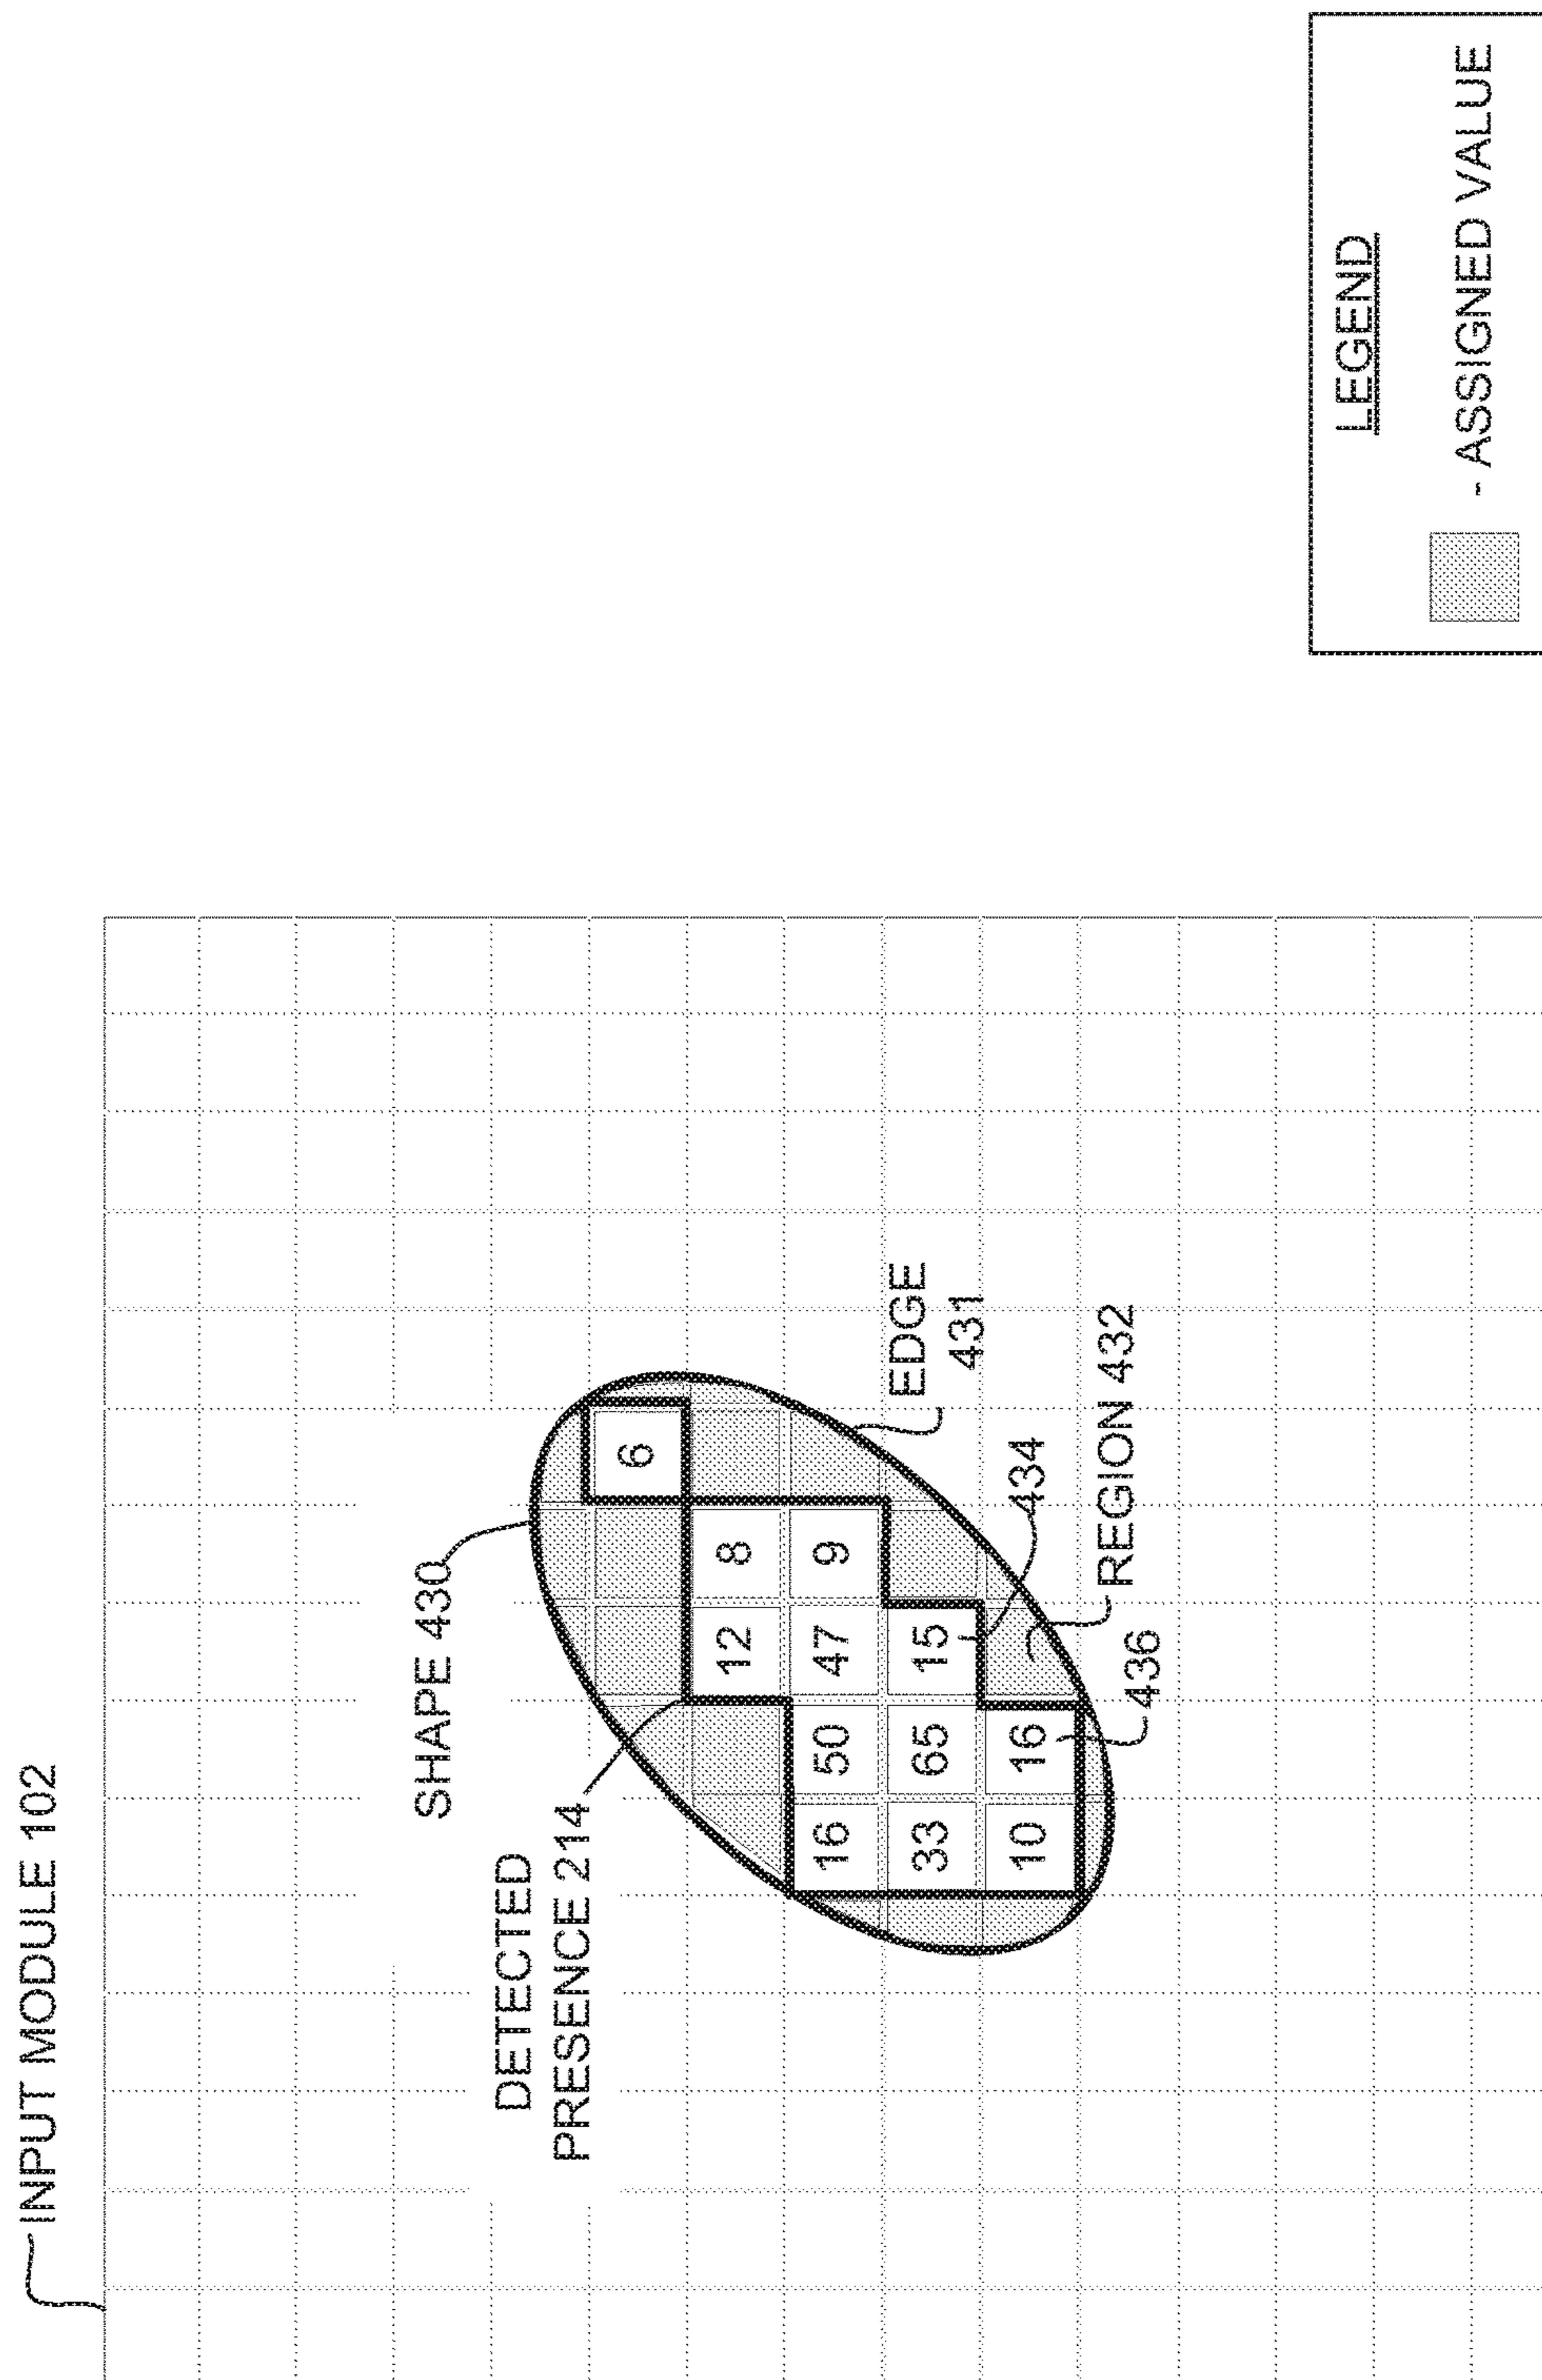 INPUT MODULE 102
SHAPE 430
DETECTED
PRESENCE 214
6
12 8
16 50 47 9
33 65 15
10 16
EDGE
431
434
REGION 432
436
LEGEND
- ASSIGNED VALUE